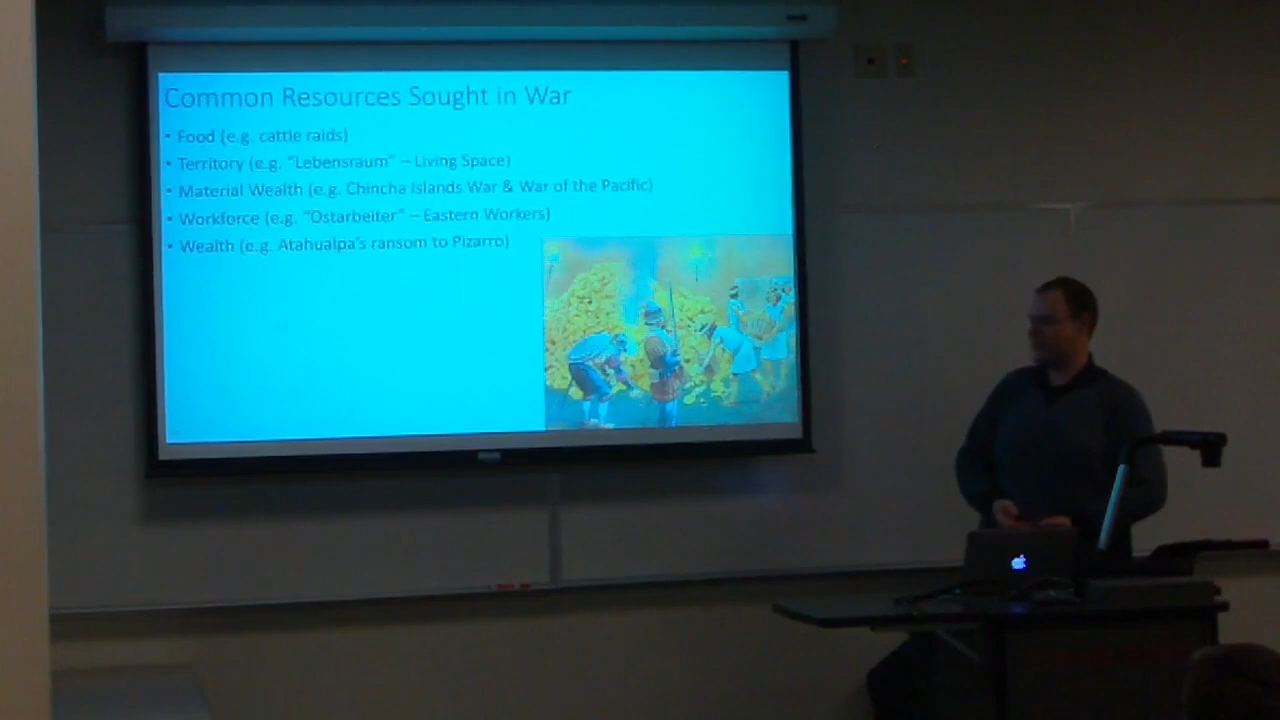 Common Resources Sought in War
• Food (e.g. cattle raids)
• Territory (e.g. "Lebensraum" – Living Space)
• Material Wealth (e.g. Chincha Islands War & War of the Pacific)
• Workforce (e.g. "Ostarbeiter" – Eastern Workers)
• Wealth (e.g. Atahualpa's ransom to Pizarro)